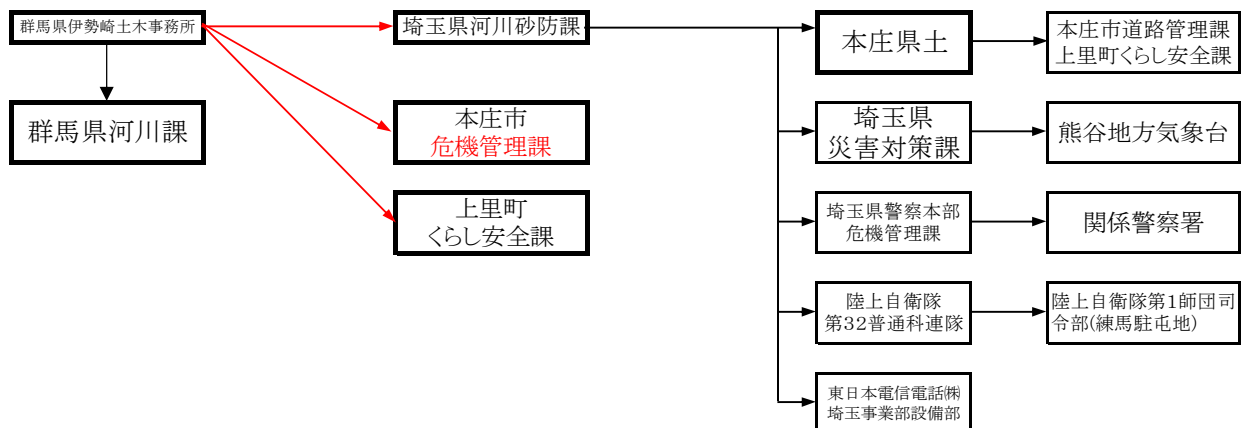 群馬県伊勢崎土木事務所
埼玉県河川砂防課
本庄県土
本庄市道路管理課
上里町くらし安全課
群馬県河川課
本庄市
危機管理課
埼玉県
災害対策課
熊谷地方気象台
上里町
くらし安全課
埼玉県警察本部
危機管理課
関係警察署
陸上自衛隊
第32普通科連隊
陸上自衛隊第1師団司
令部(練馬駐屯地)
東日本電信電話㈱
埼玉事業部設備部